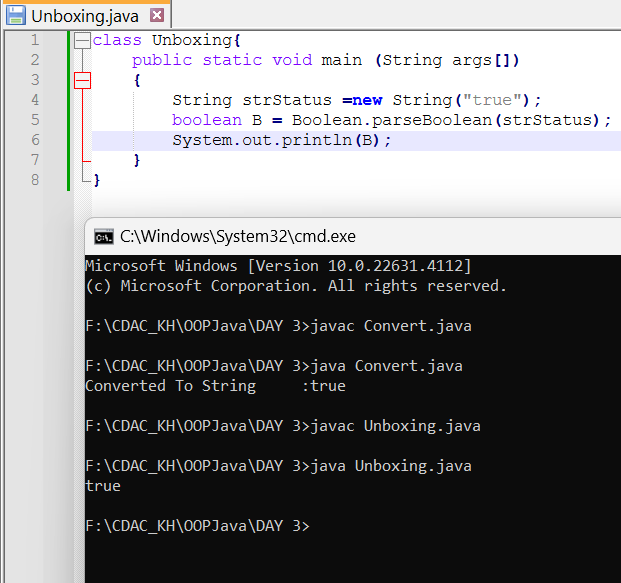 Unboxing.java
1 class Unboxing{
2 public static void main (String args[])
3 {
4 String strStatus =new String("true");
5 boolean B = Boolean.parseBoolean(strStatus);
6 System.out.println(B);
7 }
8 }
C:\Windows\System32\cmd.exe
Microsoft Windows [Version 10.0.22631.4112]
(c) Microsoft Corporation. All rights reserved.
F:\CDAC_KH\OOPJava\DAY 3>javac Convert.java
F:\CDAC_KH\OOPJava\DAY 3>java Convert.java
Converted To String     :true
F:\CDAC_KH\OOPJava\DAY 3>javac Unboxing.java
F:\CDAC_KH\OOPJava\DAY 3>java Unboxing.java
true
F:\CDAC_KH\OOPJava\DAY 3>